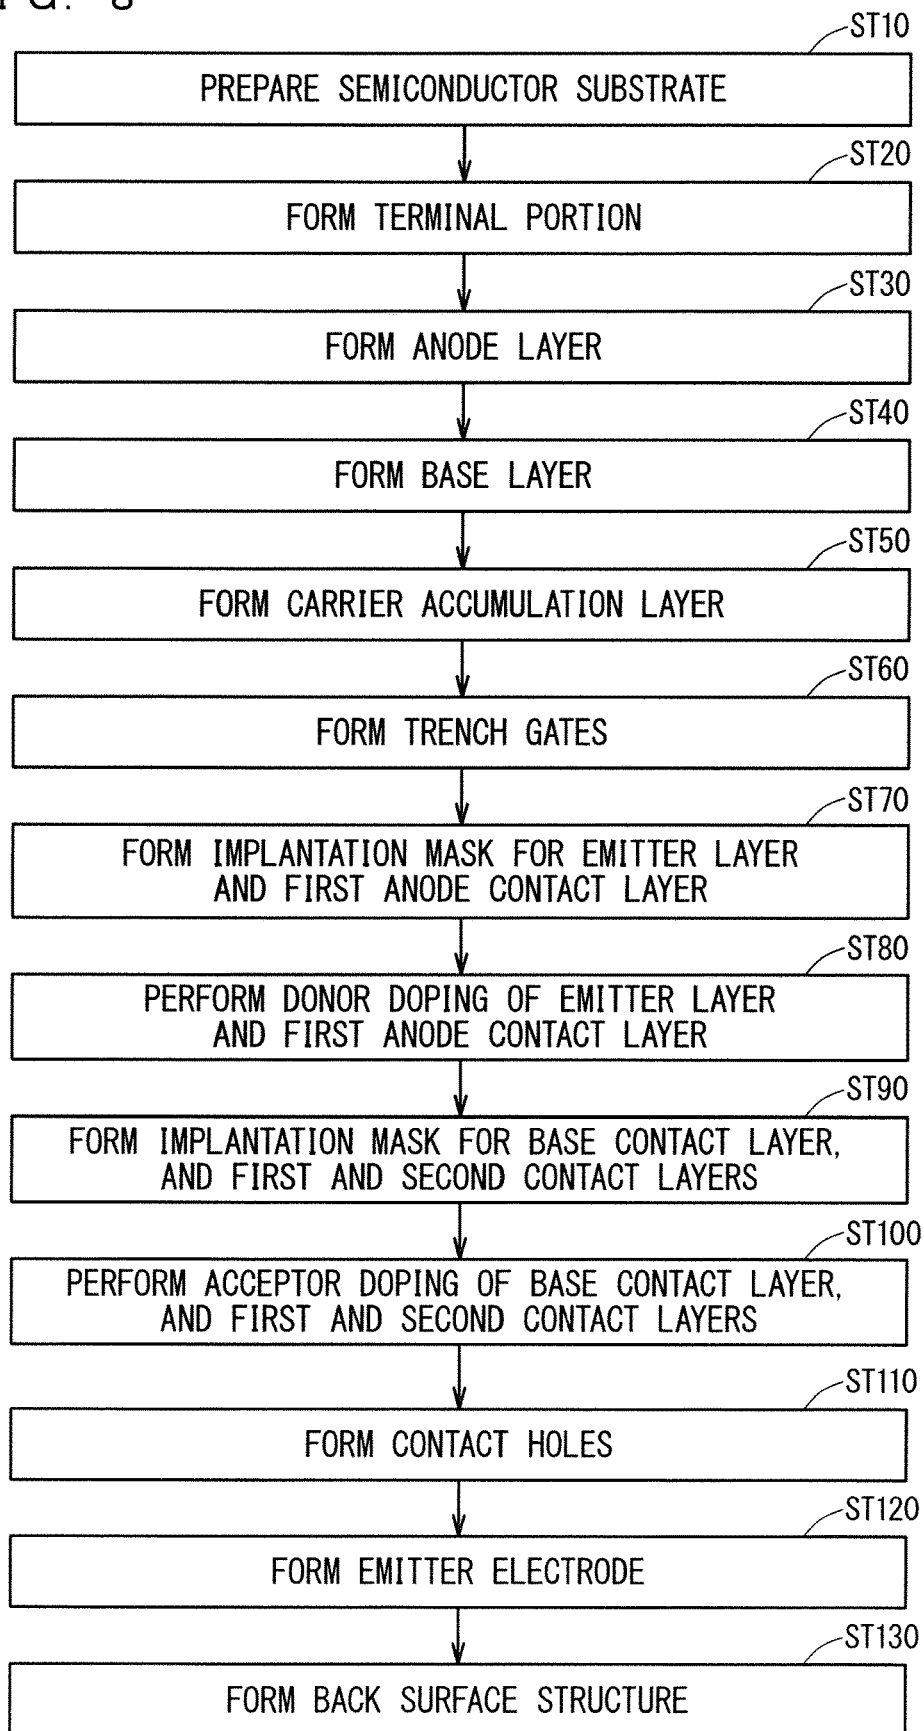 FIG. 8
ST10
PREPARE SEMICONDUCTOR SUBSTRATE
ST20
FORM TERMINAL PORTION
ST30
FORM ANODE LAYER
ST40
FORM BASE LAYER
ST50
FORM CARRIER ACCUMULATION LAYER
ST60
FORM TRENCH GATES
ST70
FORM IMPLANTATION MASK FOR EMITTER LAYER
AND FIRST ANODE CONTACT LAYER
ST80
PERFORM DONOR DOPING OF EMITTER LAYER
AND FIRST ANODE CONTACT LAYER
ST90
FORM IMPLANTATION MASK FOR BASE CONTACT LAYER,
AND FIRST AND SECOND CONTACT LAYERS
ST100
PERFORM ACCEPTOR DOPING OF BASE CONTACT LAYER,
AND FIRST AND SECOND CONTACT LAYERS
ST110
FORM CONTACT HOLES
ST120
FORM EMITTER ELECTRODE
ST130
FORM BACK SURFACE STRUCTURE